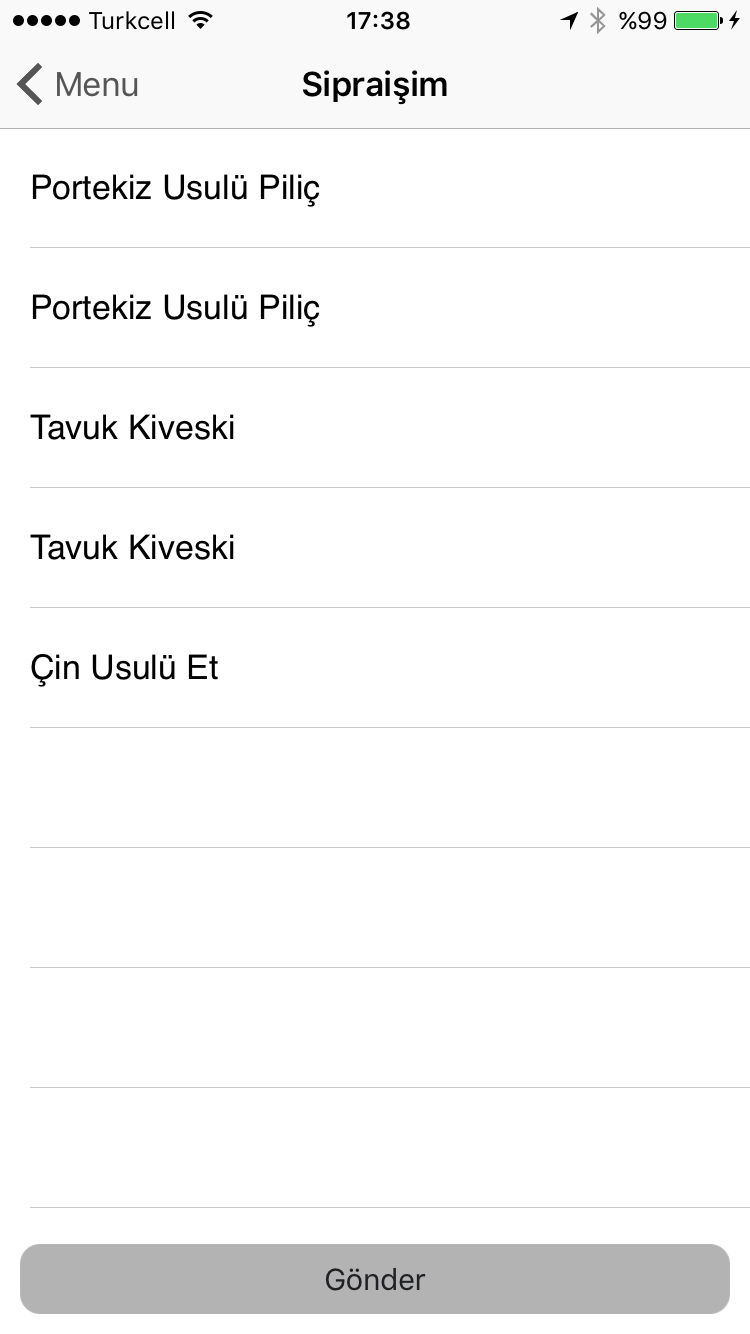 Turkcell 17:38 %99
Menu Sipraişim
Portekiz Usulü Piliç
Portekiz Usulü Piliç
Tavuk Kiveski
Tavuk Kiveski
Çin Usulü Et
Gönder